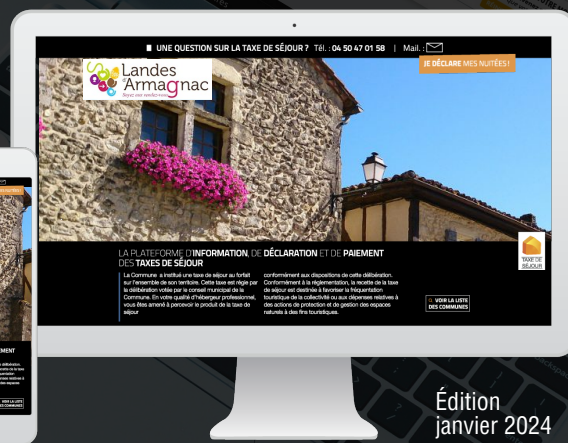 UNE QUESTION SUR LA TAXE DE SÉJOUR ? Tél. : 04 50 47 01 58 | Mail. :
JE DÉCLARE MES NUITÉES !
Landes
d'Armagnac
Soyez aux rendez-vous
LA PLATEFORME D'INFORMATION, DE DÉCLARATION ET DE PAIEMENT
DES TAXES DE SÉJOUR
La Commune a institué une taxe de séjour au forfait
sur l'ensemble de son territoire. Cette taxe est régie par
la délibération votée par le conseil municipal de la
Commune. En votre qualité d'hébergeur professionnel,
vous êtes amené à percevoir le produit de la taxe de
séjour
conformément aux dispositions de cette délibération.
Conformément à la réglementation, la recette de la taxe
de séjour est destinée à favoriser la fréquentation
touristique de la collectivité ou aux dépenses relatives à
des actions de protection et de gestion des espaces
naturels à des fins touristiques.
TAXE DE
SÉJOUR
VOIR LA LISTE
DES COMMUNES
Édition
janvier 2024